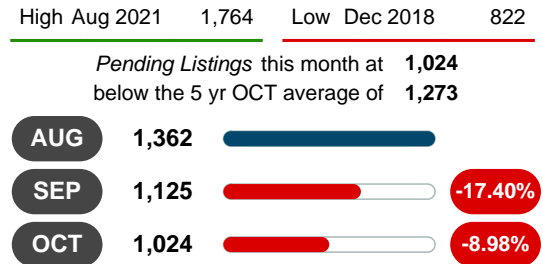 High Aug 2021 1,764 Low Dec 2018 822
Pending Listings this month at 1,024
below the 5 yr OCT average of 1,273
AUG 1,362
SEP 1,125 -17.40%
OCT 1,024 -8.98%